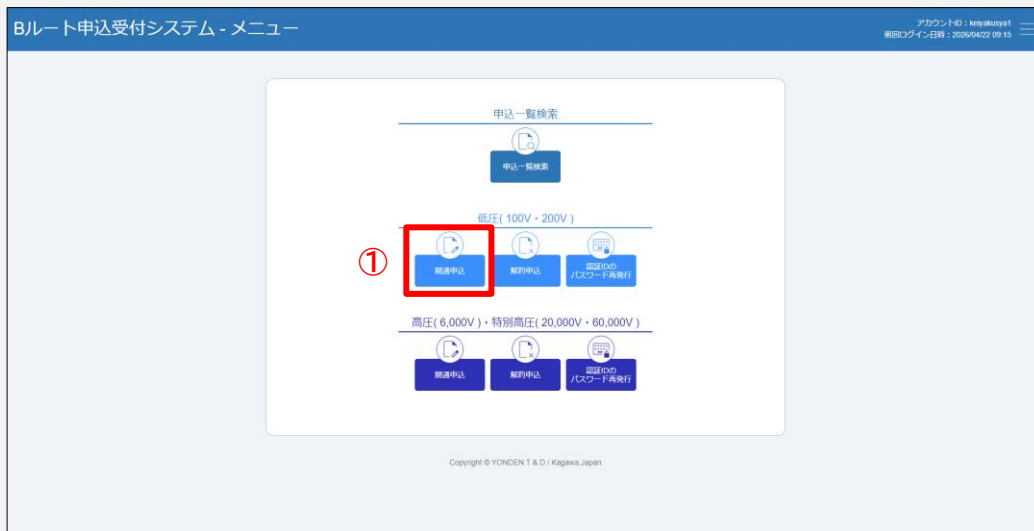 Bルート申込受付システム - メニュー
アカウントID : keiyakusya1
前回ログイン日時 : 2026/04/22 09:15
申込一覧検索
申込一覧検索
低圧( 100V・200V )
①
開通申込
解約申込
認証IDの
パスワード再発行
高圧( 6,000V )・特別高圧( 20,000V・60,000V )
開通申込
解約申込
認証IDの
パスワード再発行
Copyright © YONDEN T & D / Kagawa,Japan